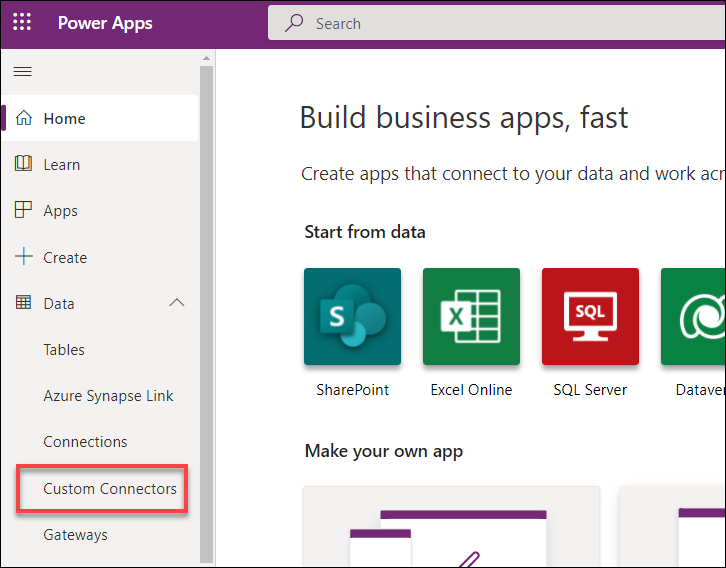 Power Apps
Search
Home
Learn
Apps
Create
Data
Tables
Azure Synapse Link
Connections
Custom Connectors
Gateways
Build business apps, fast
Create apps that connect to your data and work acr
Start from data
S
X
SQL
SharePoint
Excel Online
SQL Server
Dataver
Make your own app